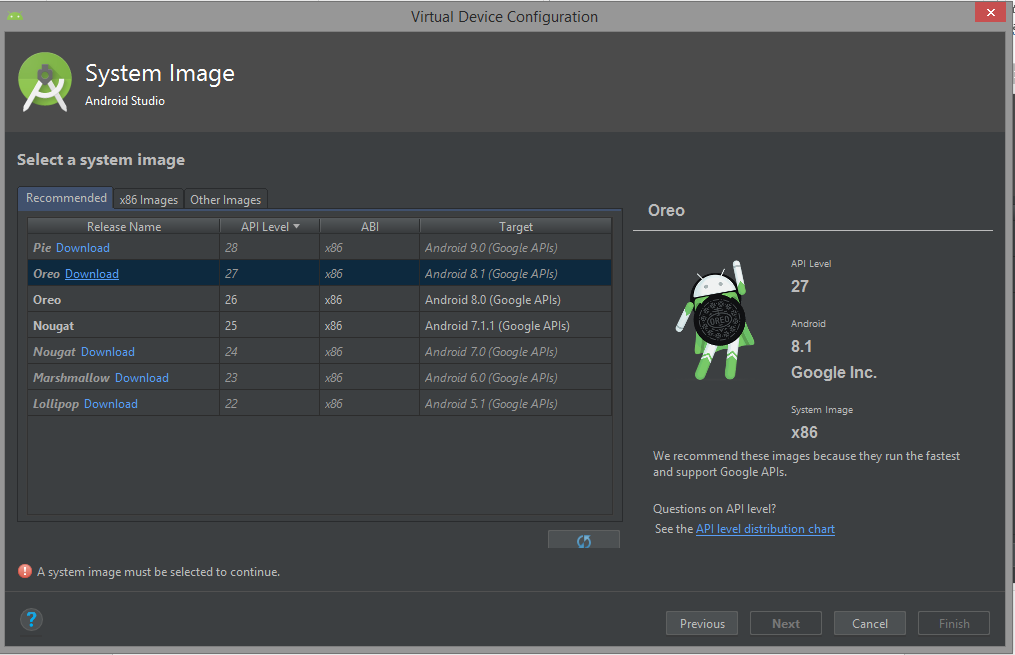 Virtual Device Configuration
System Image
Android Studio
Select a system image
Recommended x86 Images Other Images
Release Name API Level ABI Target
Pie Download 28 x86 Android 9.0 (Google APIs)
Oreo Download 27 x86 Android 8.1 (Google APIs)
Oreo 26 x86 Android 8.0 (Google APIs)
Nougat 25 x86 Android 7.1.1 (Google APIs)
Nougat Download 24 x86 Android 7.0 (Google APIs)
Marshmallow Download 23 x86 Android 6.0 (Google APIs)
Lollipop Download 22 x86 Android 5.1 (Google APIs)
Oreo
API Level
27
OREO
Android
8.1
Google Inc.
System Image
x86
We recommend these images because they run the fastest
and support Google APIs.
Questions on API level?
See the API level distribution chart
! A system image must be selected to continue.
? Previous Next Cancel Finish